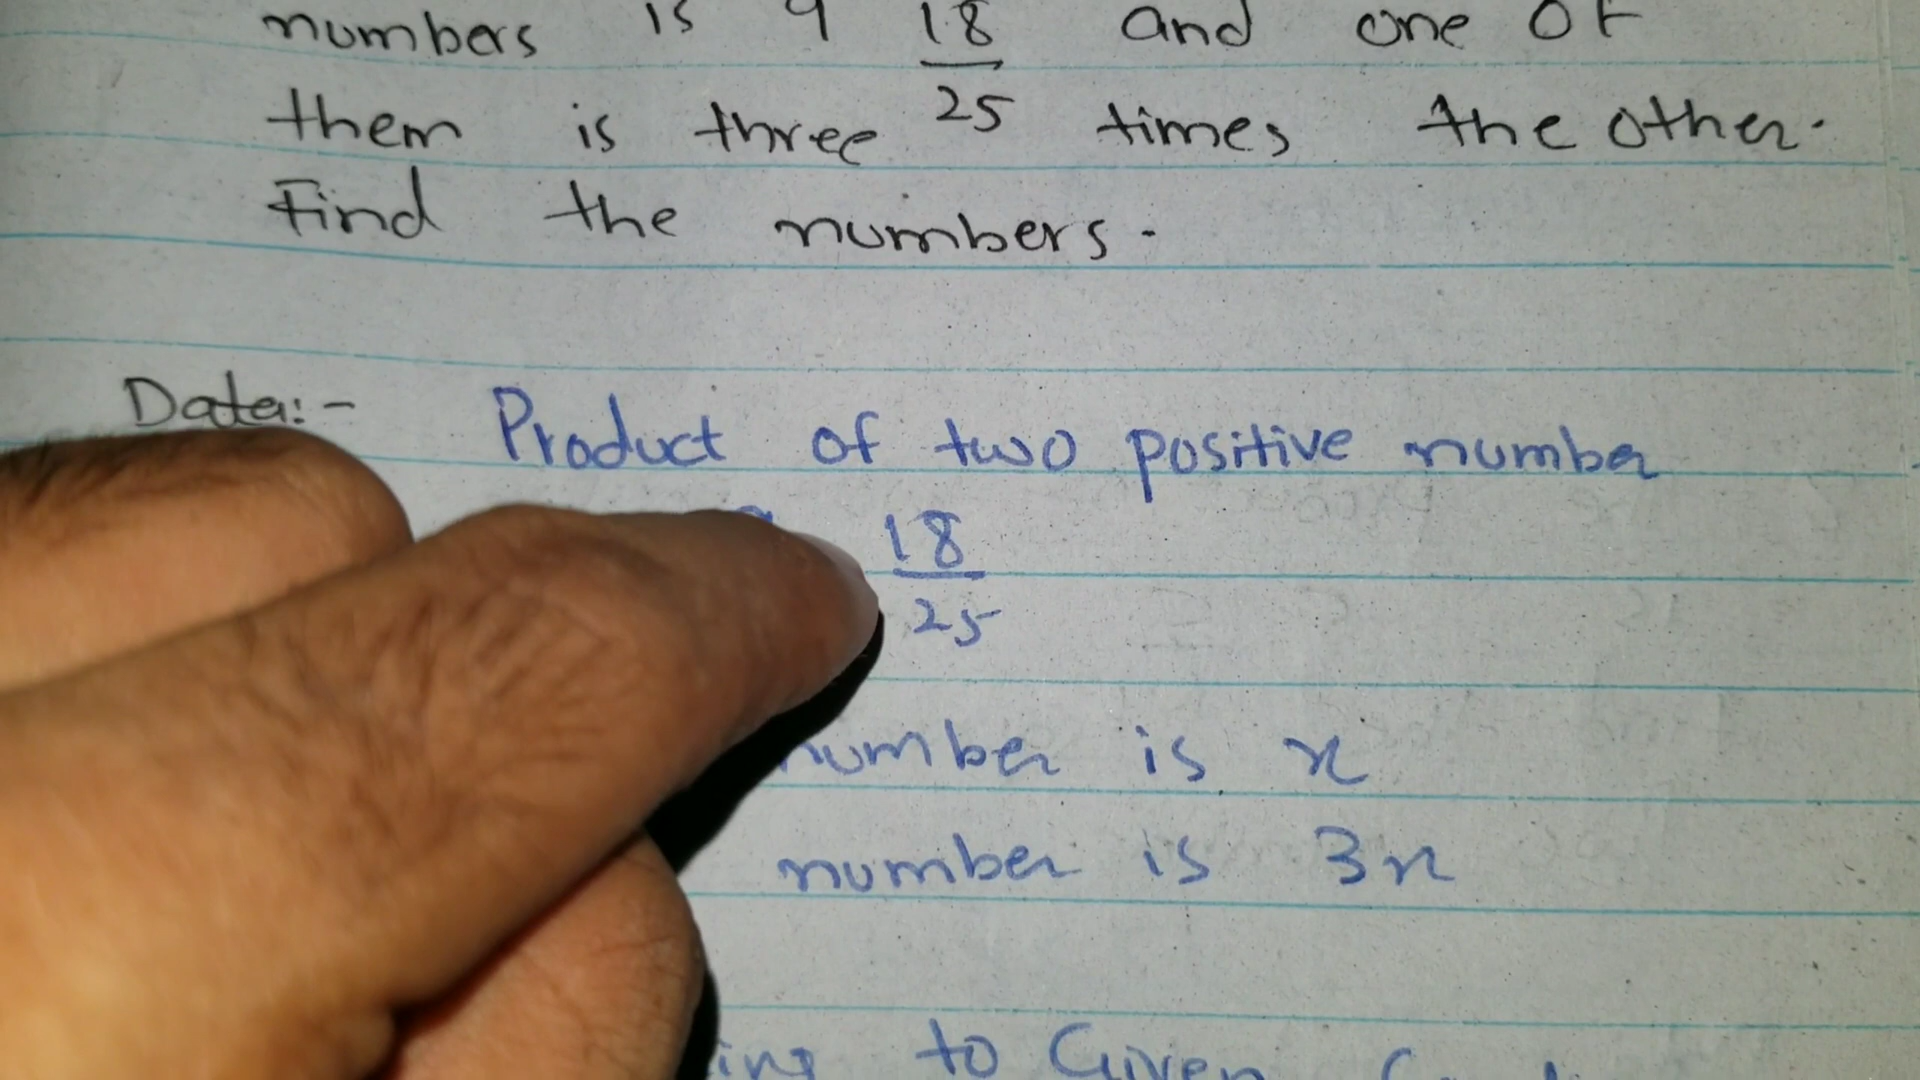 numbers is 9 18/25 and one of
them is three times the other.
Find the numbers.
Data:- Product of two positive number
18/25
number is x
number is 3x
to Given